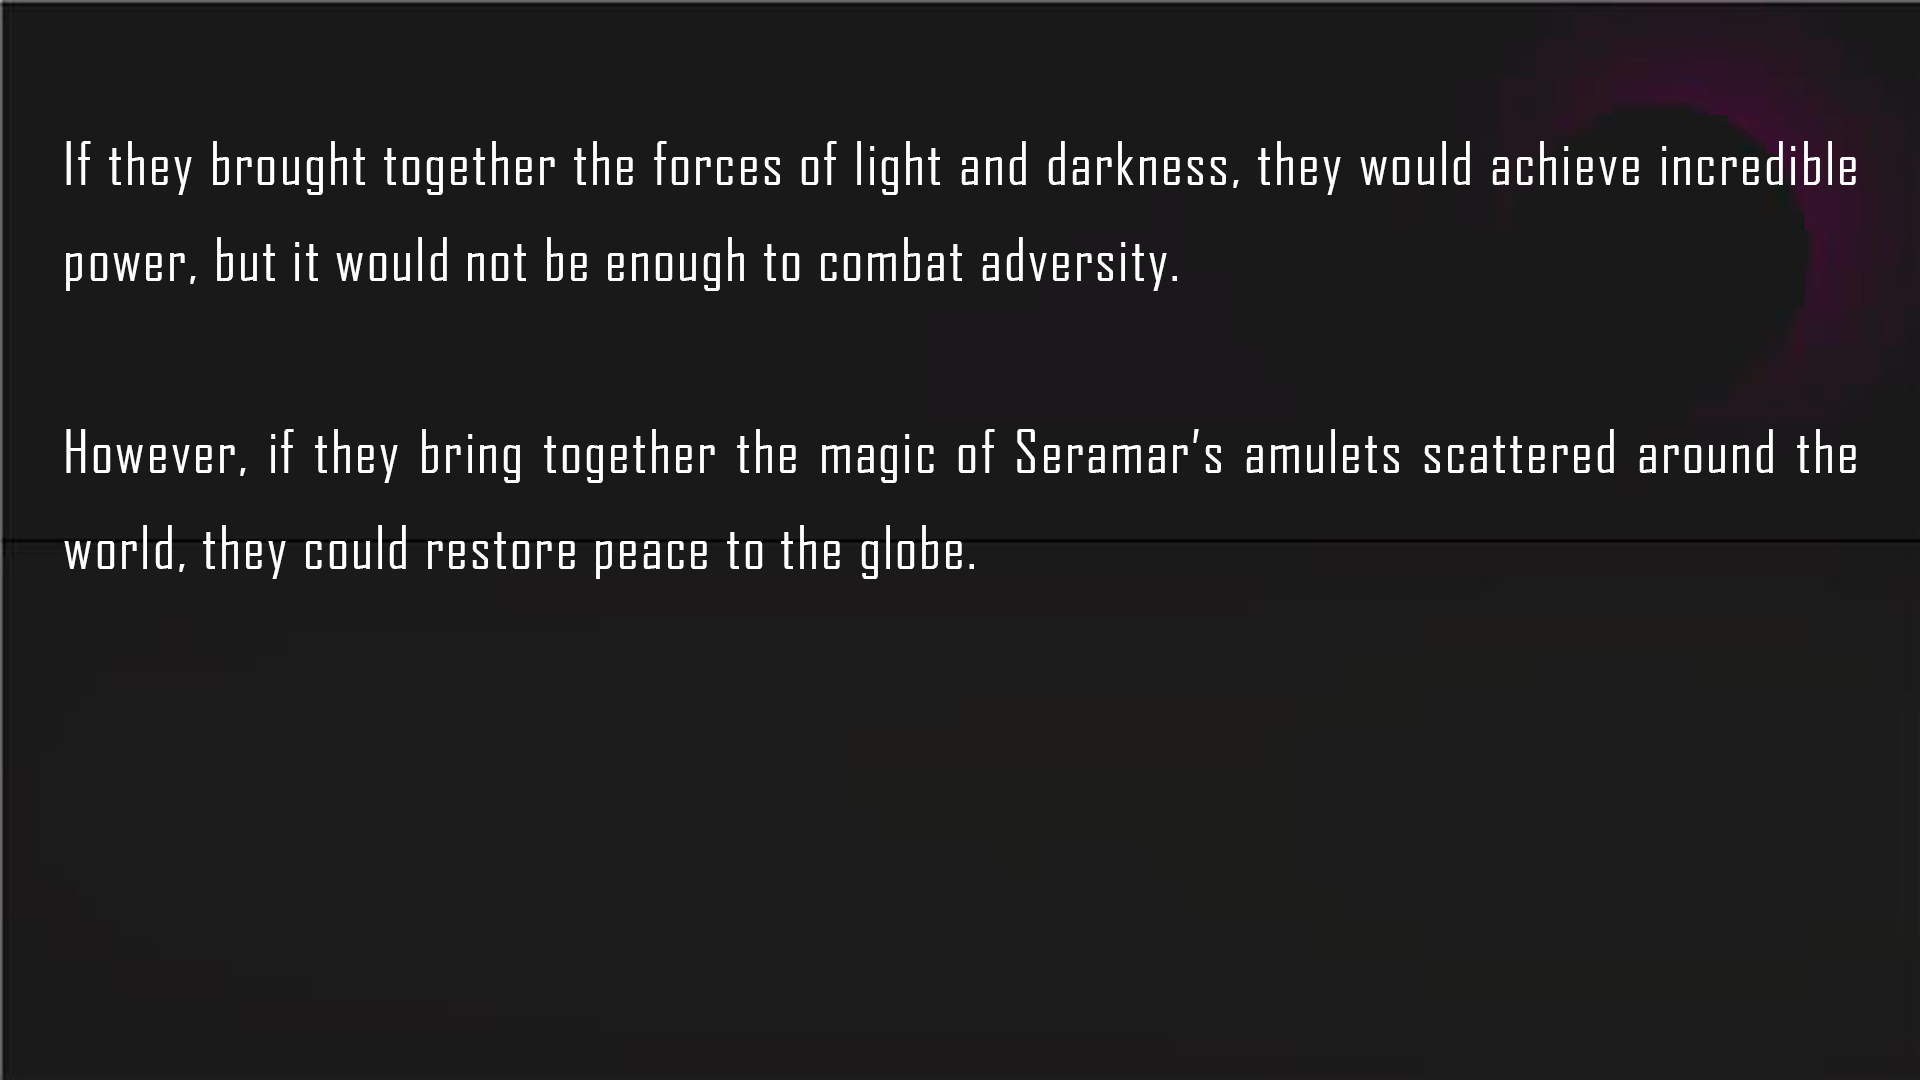 If they brought together the forces of light and darkness, they would achieve incredible
power, but it would not be enough to combat adversity.
However, if they bring together the magic of Seramar’s amulets scattered around the
world, they could restore peace to the globe.